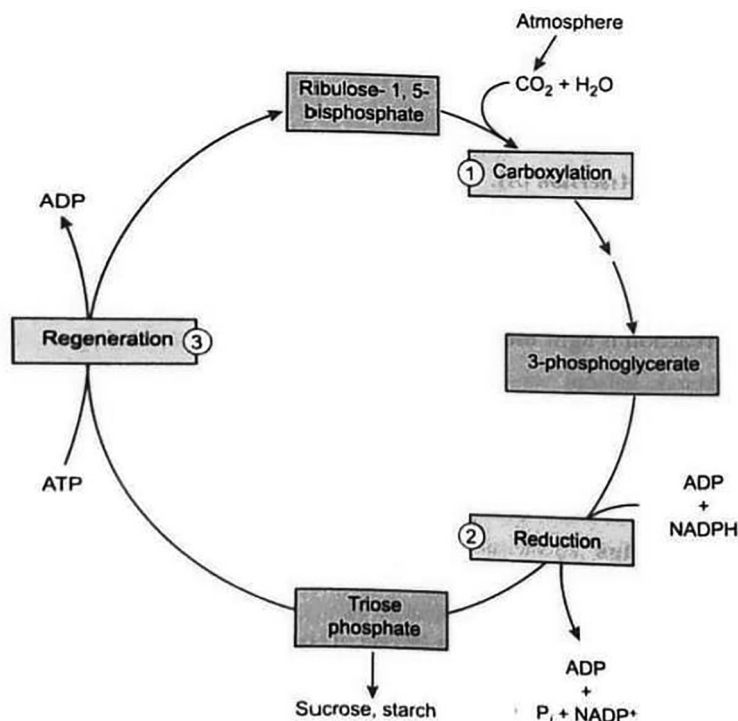 Atmosphere
CO₂ + H₂O
Ribulose- 1, 5-
bisphosphate
1 Carboxylation
ADP
Regeneration 3
3-phosphoglycerate
ATP
ADP
+
NADPH
2 Reduction
Triose
phosphate
ADP
+
Pᵢ + NADP⁺
Sucrose, starch